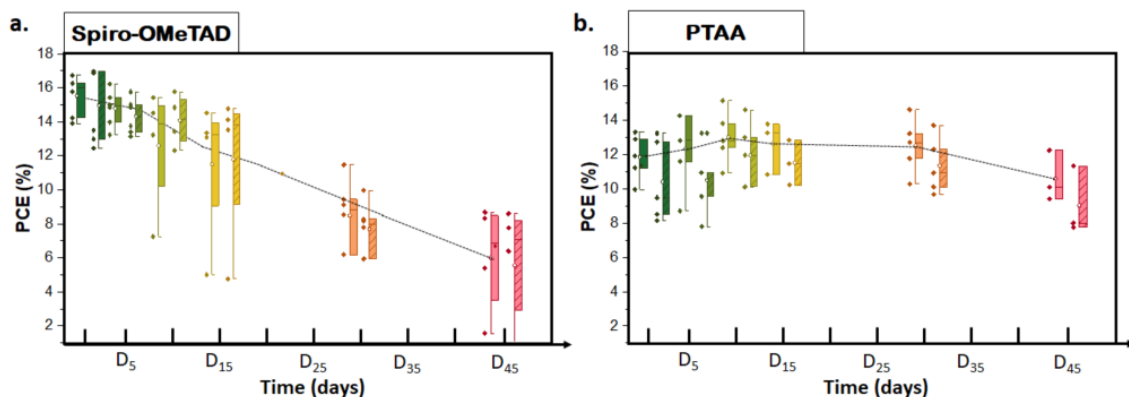 a.
Spiro-OMeTAD
18
16
14
12
10
8
6
4
2
PCE (%)
D₅ D₁₅ D₂₅ D₃₅ D₄₅
Time (days)
b.
PTAA
18
16
14
12
10
8
6
4
2
PCE (%)
D₅ D₁₅ D₂₅ D₃₅ D₄₅
Time (days)